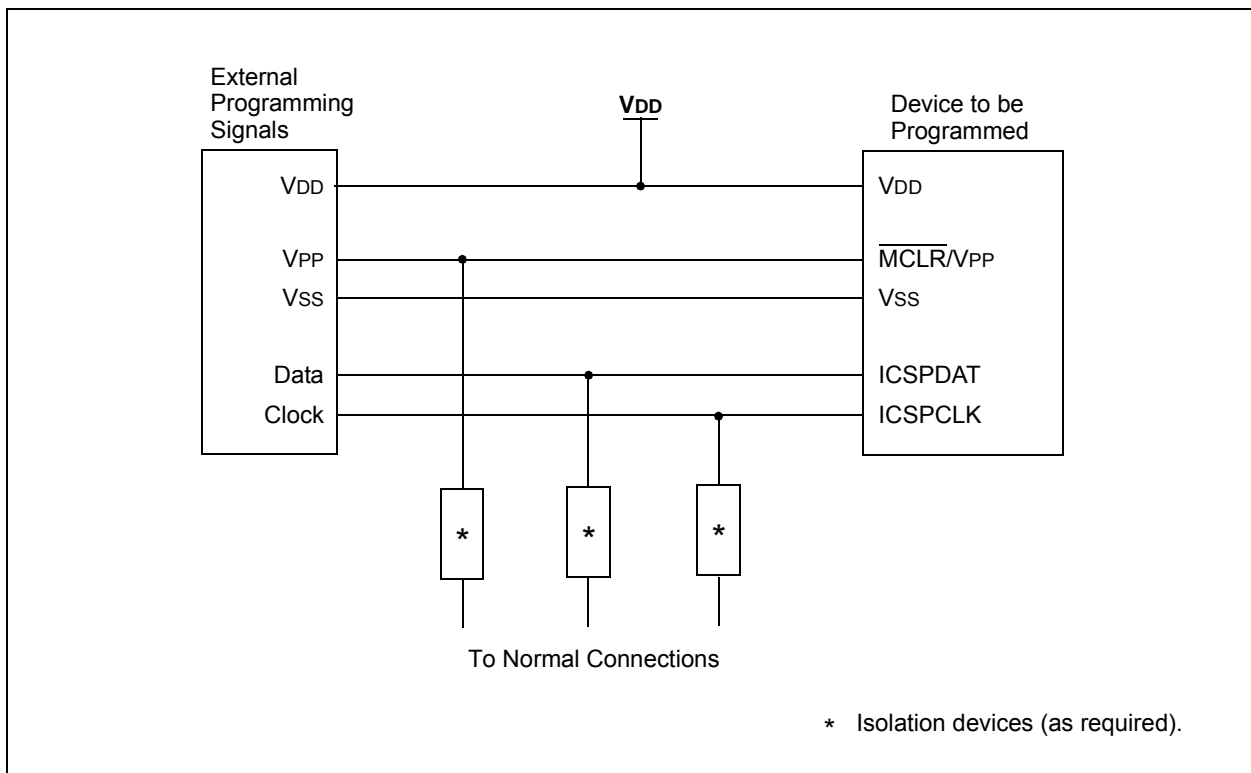 External
Programming
Signals
VDD
Device to be
Programmed
VDD
VDD
VPP
MCLR/VPP
VSS
VSS
Data
ICSPDAT
Clock
ICSPCLK
*
*
*
To Normal Connections
* Isolation devices (as required).